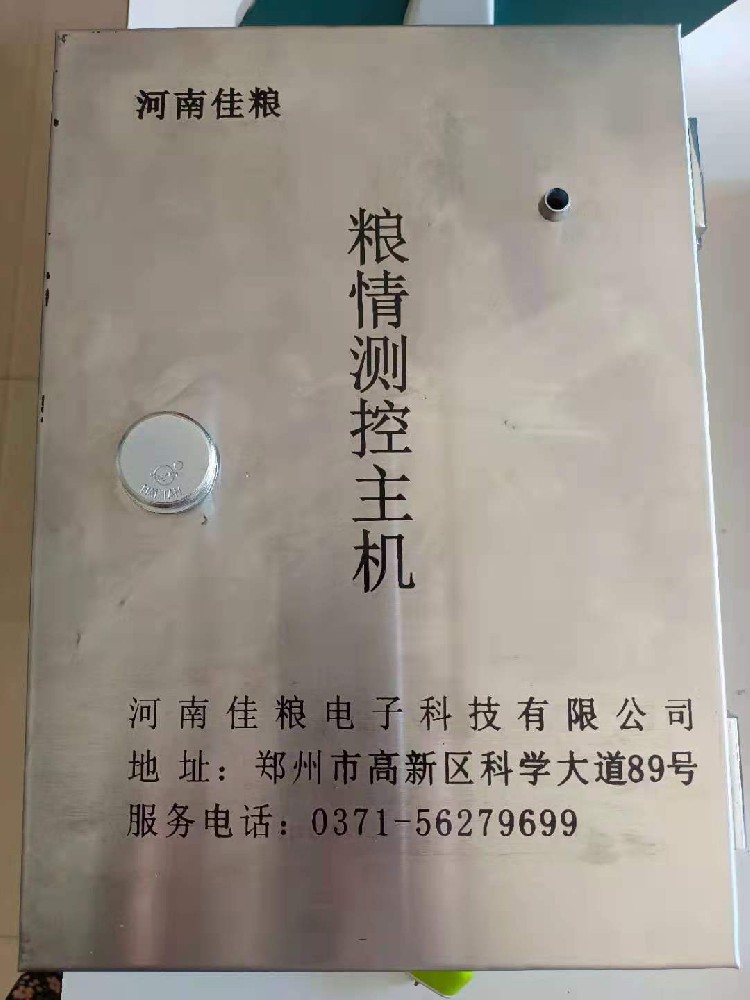 河南佳粮
粮情测控主机
河南佳粮电子科技有限公司
地址：郑州市高新区科学大道89号
服务电话：0371-56279699